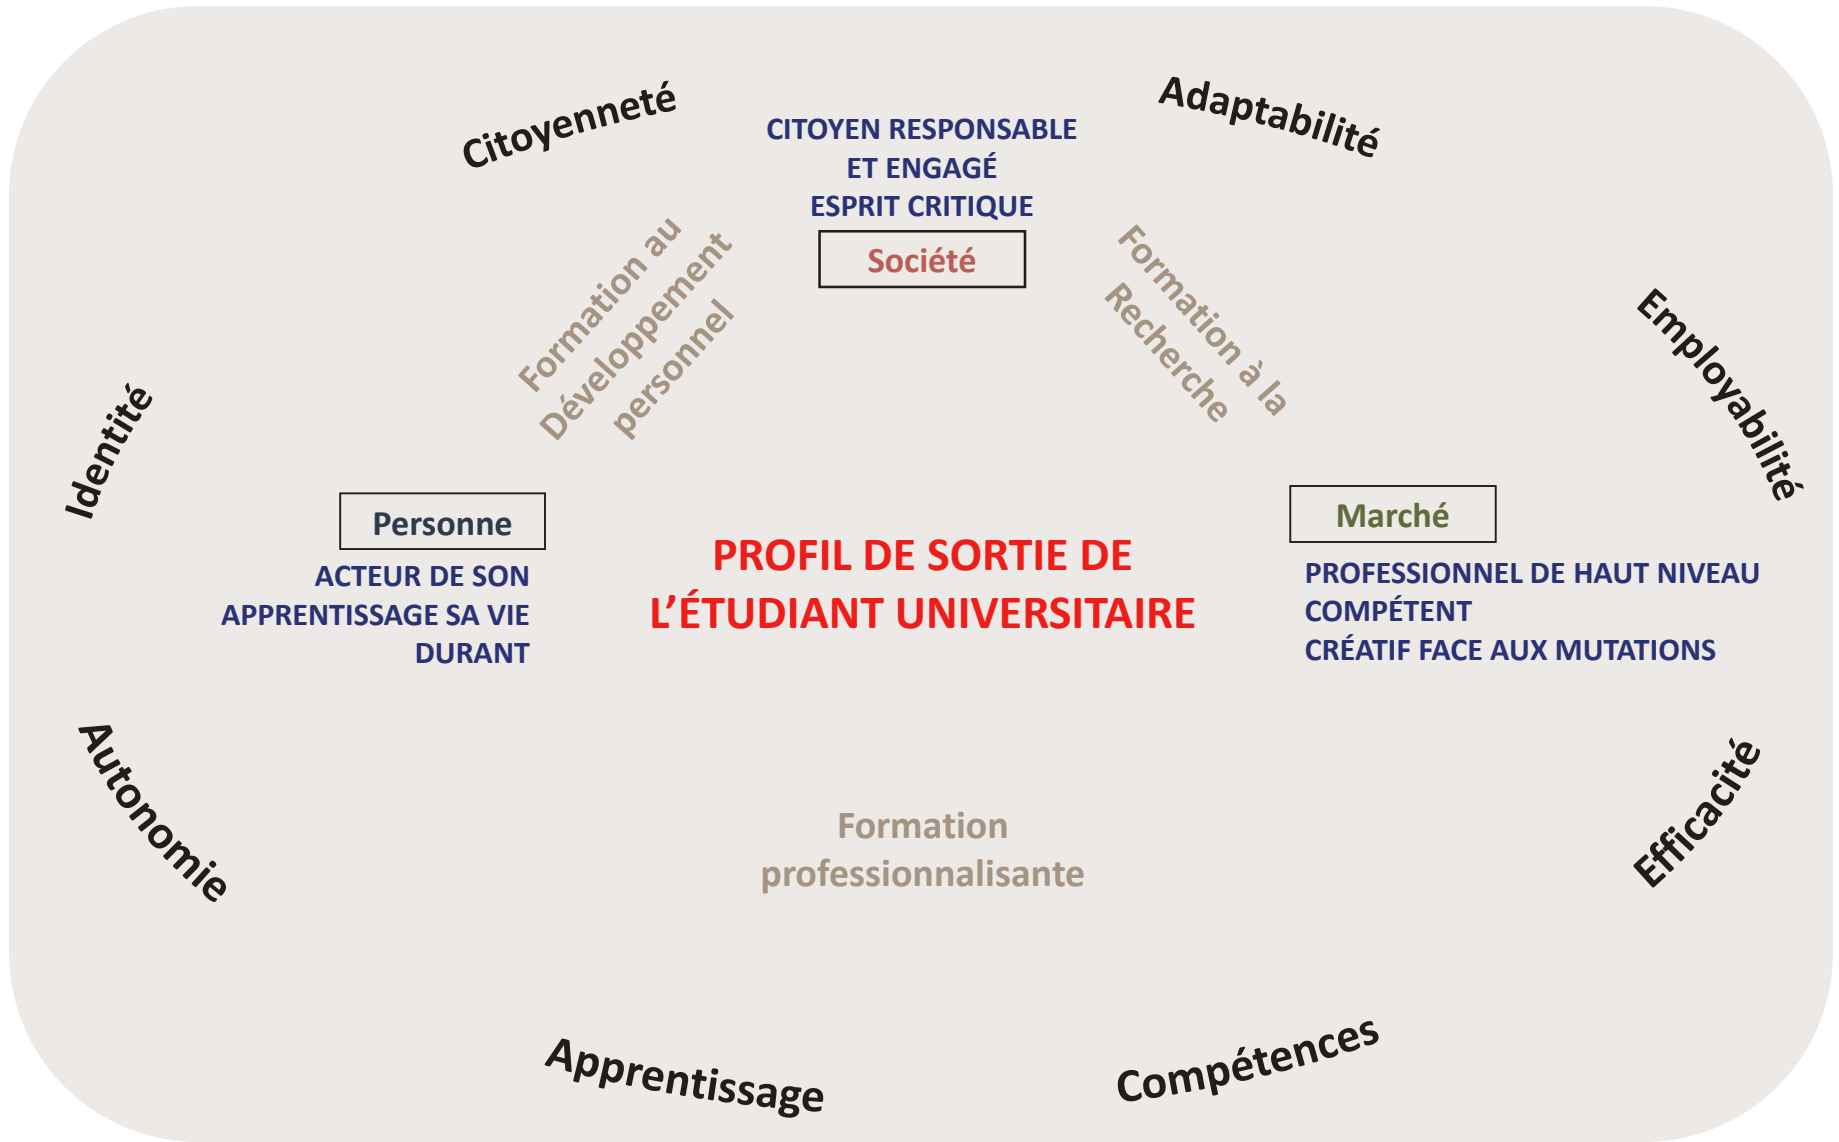 Citoyenneté
Adaptabilité
CITOYEN RESPONSABLE
ET ENGAGÉ
ESPRIT CRITIQUE
Société
Formation au
Développement
personnel
Formation à la
Recherche
Employabilité
Identité
Personne
ACTEUR DE SON
APPRENTISSAGE SA VIE
DURANT
PROFIL DE SORTIE DE
L’ÉTUDIANT UNIVERSITAIRE
Marché
PROFESSIONNEL DE HAUT NIVEAU
COMPÉTENT
CRÉATIF FACE AUX MUTATIONS
Autonomie
Efficacité
Formation
professionnalisante
Apprentissage
Compétences